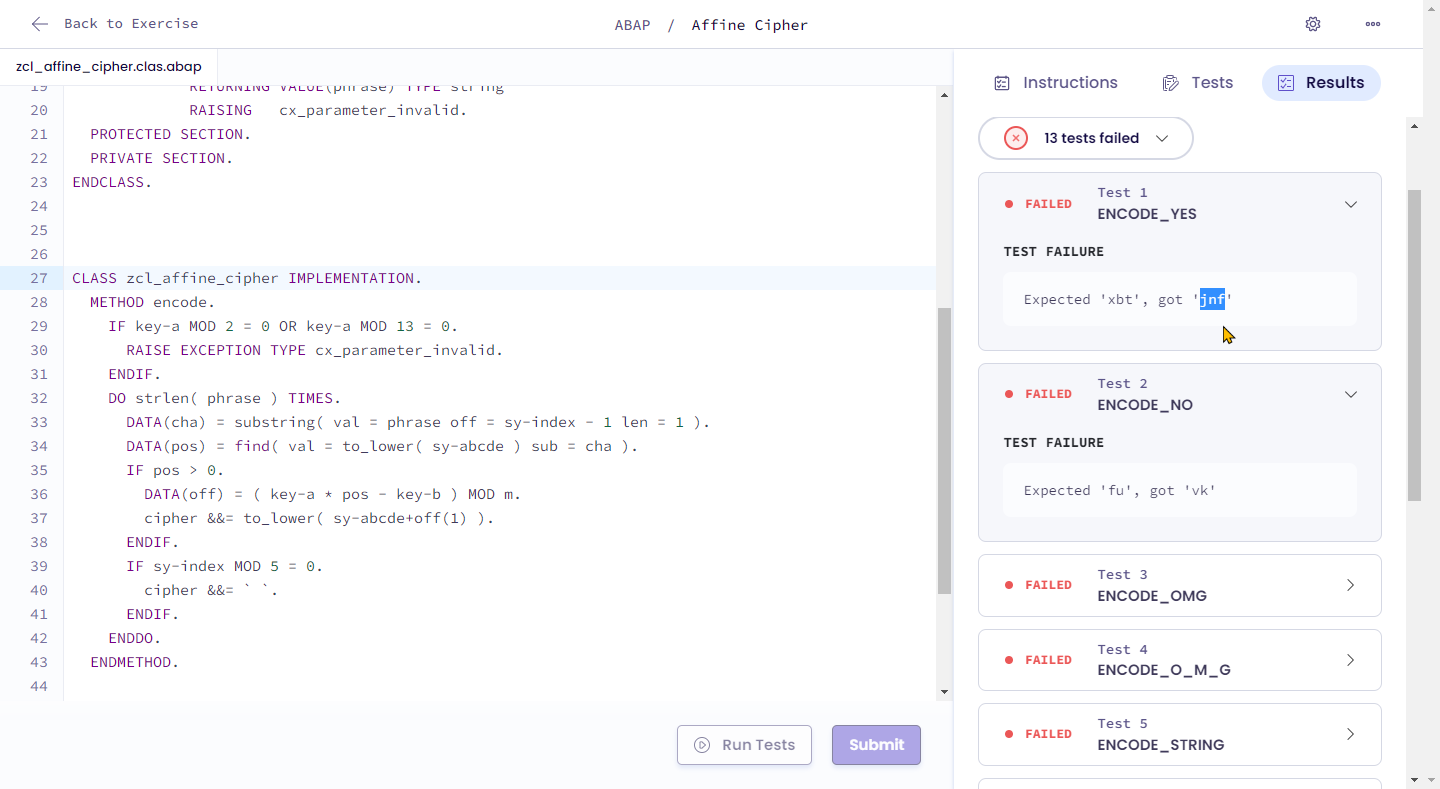 Back to Exercise
ABAP / Affine Cipher
zcl_affine_cipher.clas.abap
19 RETURNING VALUE(phrase) TYPE string
20 RAISING cx_parameter_invalid.
21 PROTECTED SECTION.
22 PRIVATE SECTION.
23 ENDCLASS.
24
25
26
27 CLASS zcl_affine_cipher IMPLEMENTATION.
28 METHOD encode.
29 IF key-a MOD 2 = 0 OR key-a MOD 13 = 0.
30 RAISE EXCEPTION TYPE cx_parameter_invalid.
31 ENDIF.
32 DO strlen( phrase ) TIMES.
33 DATA(cha) = substring( val = phrase off = sy-index - 1 len = 1 ).
34 DATA(pos) = find( val = to_lower( sy-abcde ) sub = cha ).
35 IF pos > 0.
36 DATA(off) = ( key-a * pos - key-b ) MOD m.
37 cipher &&= to_lower( sy-abcde+off(1) ).
38 ENDIF.
39 IF sy-index MOD 5 = 0.
40 cipher &&= ` `.
41 ENDIF.
42 ENDDO.
43 ENDMETHOD.
44
Run Tests
Submit
Instructions
Tests
Results
13 tests failed
FAILED
Test 1
ENCODE_YES
TEST FAILURE
Expected 'xbt', got 'jnf'
FAILED
Test 2
ENCODE_NO
TEST FAILURE
Expected 'fu', got 'vk'
FAILED
Test 3
ENCODE_OMG
FAILED
Test 4
ENCODE_O_M_G
FAILED
Test 5
ENCODE_STRING